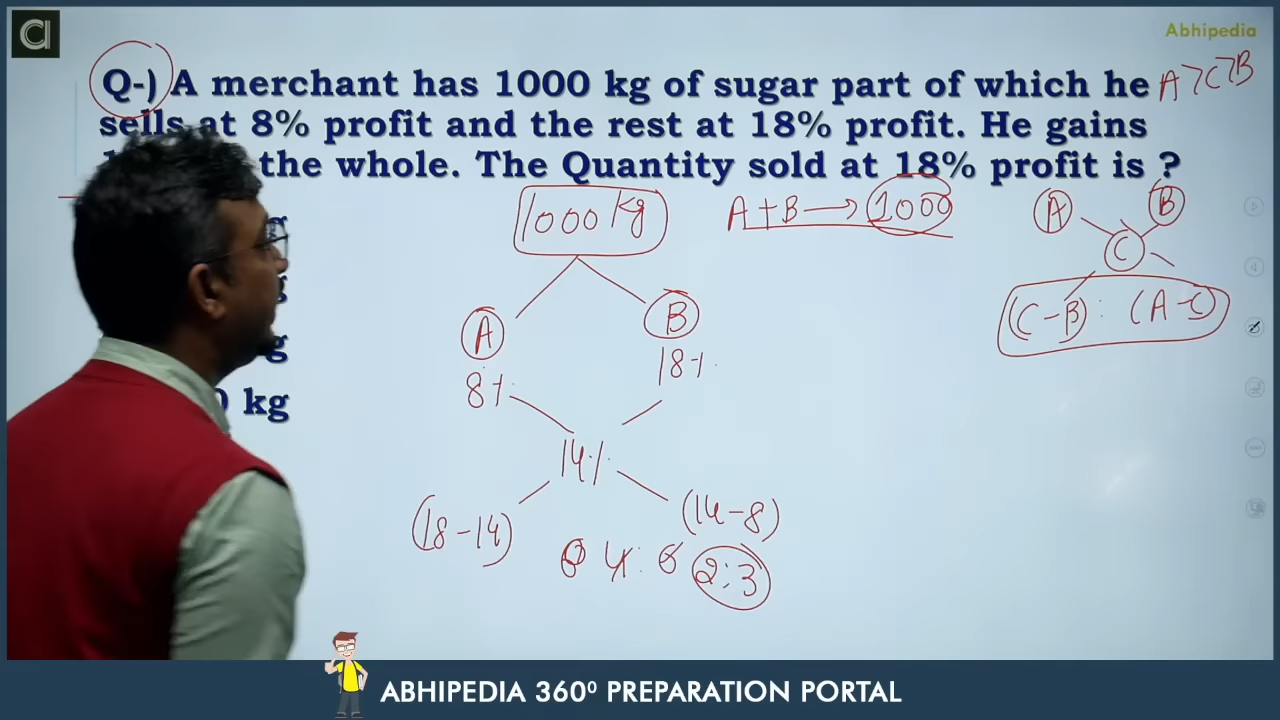 Abhipedia
Q-) A merchant has 1000 kg of sugar part of which he
A>C>B
sells at 8% profit and the rest at 18% profit. He gains
the whole. The Quantity sold at 18% profit is ?
1000 kg
A+B → 1000
A B
C
(C-B) : (A-C)
A B
8% 18%
14%
(18-14) (14-8)
4 : 6 2:3
kg
ABHIPEDIA 360⁰ PREPARATION PORTAL